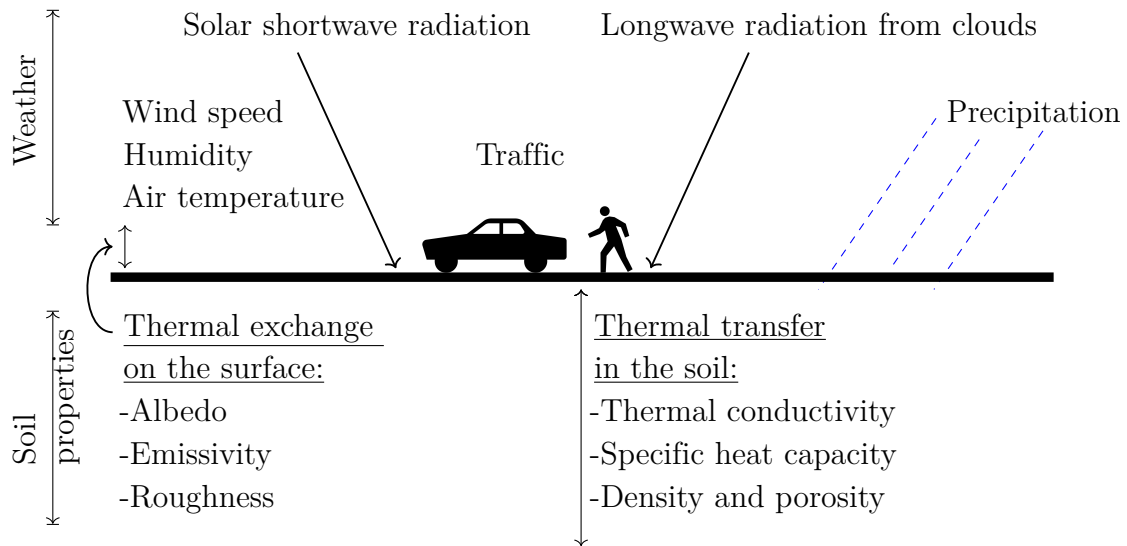 Solar shortwave radiation
Longwave radiation from clouds
Weather
Wind speed
Humidity
Air temperature
Traffic
Precipitation
Soil
properties
Thermal exchange
on the surface:
-Albedo
-Emissivity
-Roughness
Thermal transfer
in the soil:
-Thermal conductivity
-Specific heat capacity
-Density and porosity